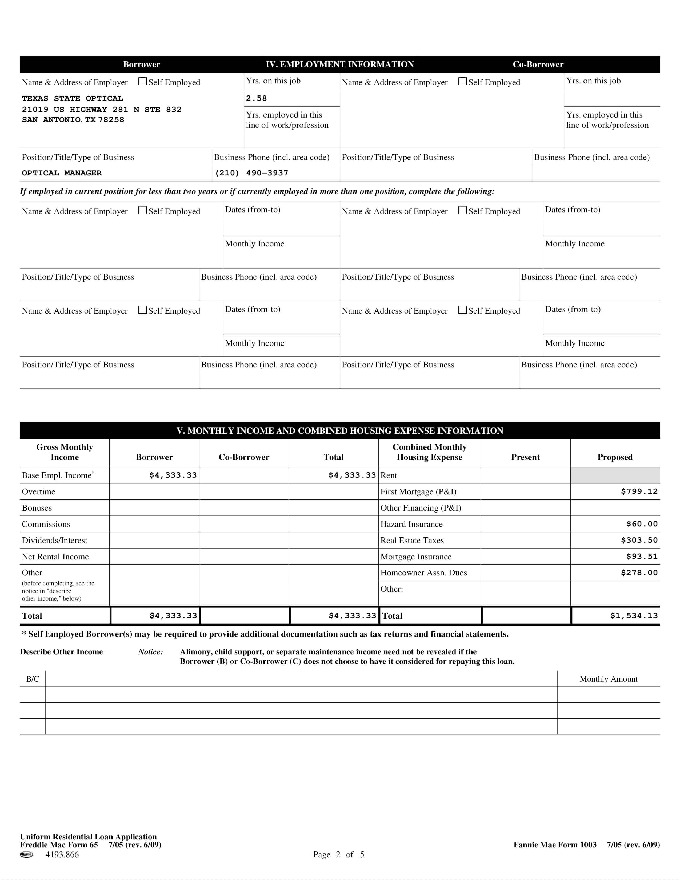 Borrower IV. EMPLOYMENT INFORMATION Co-Borrower
Name & Address of Employer Self Employed Yrs. on this job Name & Address of Employer Self Employed Yrs. on this job
TEXAS STATE OPTICAL 2.58
21019 US HIGHWAY 281 N STE 832
SAN ANTONIO, TX 78258
Yrs. employed in this line of work/profession Yrs. employed in this line of work/profession
Position/Title/Type of Business Business Phone (incl. area code) Position/Title/Type of Business Business Phone (incl. area code)
OPTICAL MANAGER (210) 490-3937
If employed in current position for less than two years or if currently employed in more than one position, complete the following:
Name & Address of Employer Self Employed Dates (from-to) Name & Address of Employer Self Employed Dates (from-to)
Monthly Income Monthly Income
Position/Title/Type of Business Business Phone (incl. area code) Position/Title/Type of Business Business Phone (incl. area code)
Name & Address of Employer Self Employed Dates (from-to) Name & Address of Employer Self Employed Dates (from-to)
Monthly Income Monthly Income
Position/Title/Type of Business Business Phone (incl. area code) Position/Title/Type of Business Business Phone (incl. area code)
V. MONTHLY INCOME AND COMBINED HOUSING EXPENSE INFORMATION
Gross Monthly Income Borrower Co-Borrower Total Combined Monthly Housing Expense Present Proposed
Base Empl. Income* $4,333.33 $4,333.33 Rent
Overtime First Mortgage (P&I) $799.12
Bonuses Other Financing (P&I)
Commissions Hazard Insurance $60.00
Dividends/Interest Real Estate Taxes $303.50
Net Rental Income Mortgage Insurance $93.51
Other Homeowner Assn. Dues $278.00
(before completing, see the notice in "describe other income," below) Other:
Total $4,333.33 $4,333.33 Total $1,534.13
* Self Employed Borrower(s) may be required to provide additional documentation such as tax returns and financial statements.
Describe Other Income Notice: Alimony, child support, or separate maintenance income need not be revealed if the
Borrower (B) or Co-Borrower (C) does not choose to have it considered for repaying this loan.
B/C Monthly Amount
Uniform Residential Loan Application
Freddie Mac Form 65 7/05 (rev. 6/09) Fannie Mae Form 1003 7/05 (rev. 6/09)
4193.866 Page 2 of 5